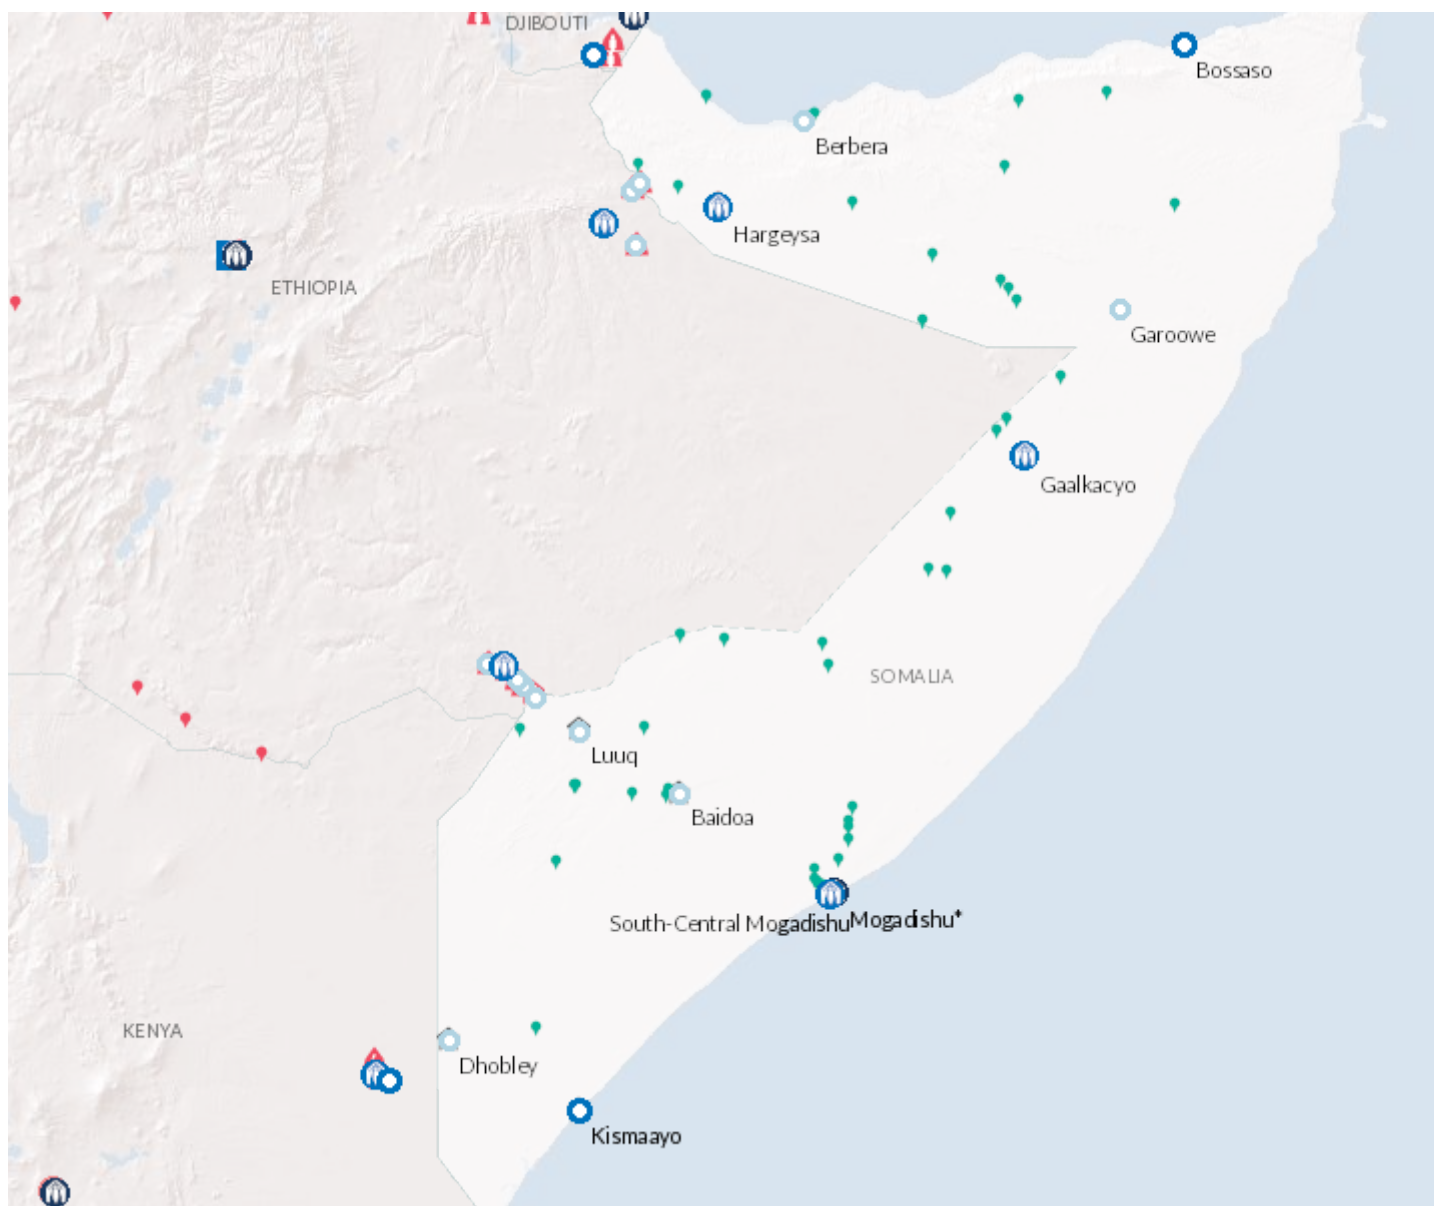 DJIBOUTI
Bossaso
Berbera
Hargeysa
ETHIOPIA
Garoowe
Gaalkacyo
SOMALIA
Luuq
Baidoa
South-Central Mogadishu
Mogadishu*
KENYA
Dhobley
Kismaayo